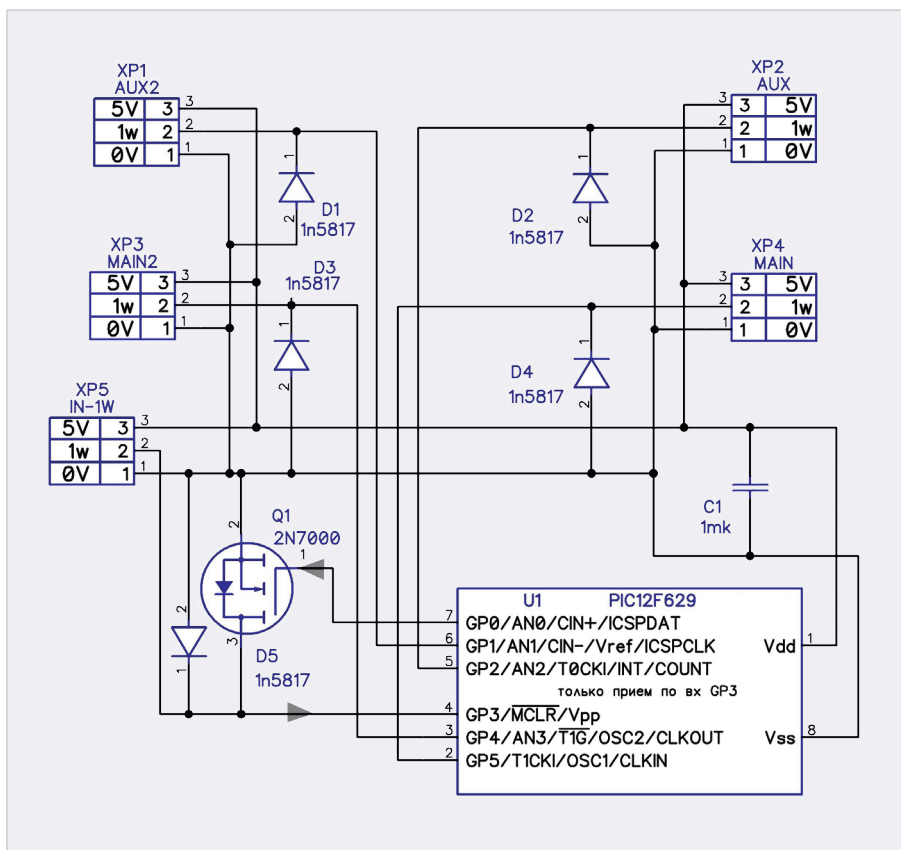 XP1
AUX2
5V 3 3
1w 2 2
0V 1 1
XP2
AUX
3 3 5V
2 2 1w
1 1 0V
1
D1
2
1n5817
1
D2
2
1n5817
XP3
MAIN2
5V 3 3
1w 2 2
0V 1 1
D3
1n5817
1
2
XP4
MAIN
3 3 5V
2 2 1w
1 1 0V
1
D4
1n5817
2
XP5
IN-1W
5V 3 3
1w 2 2
0V 1 1
C1
1mk
Q1
2N7000
2
1
3
2
1
D5
1n5817
U1 PIC12F629
7 GP0/AN0/CIN+/ICSPDAT
6 GP1/AN1/CIN-/Vref/ICSPCLK
Vdd 1
5 GP2/AN2/T0CKI/INT/COUNT
только прием по вх GP3
4 GP3/MCLR/Vpp
3 GP4/AN3/T1G/OSC2/CLKOUT
Vss 8
2 GP5/T1CKI/OSC1/CLKIN